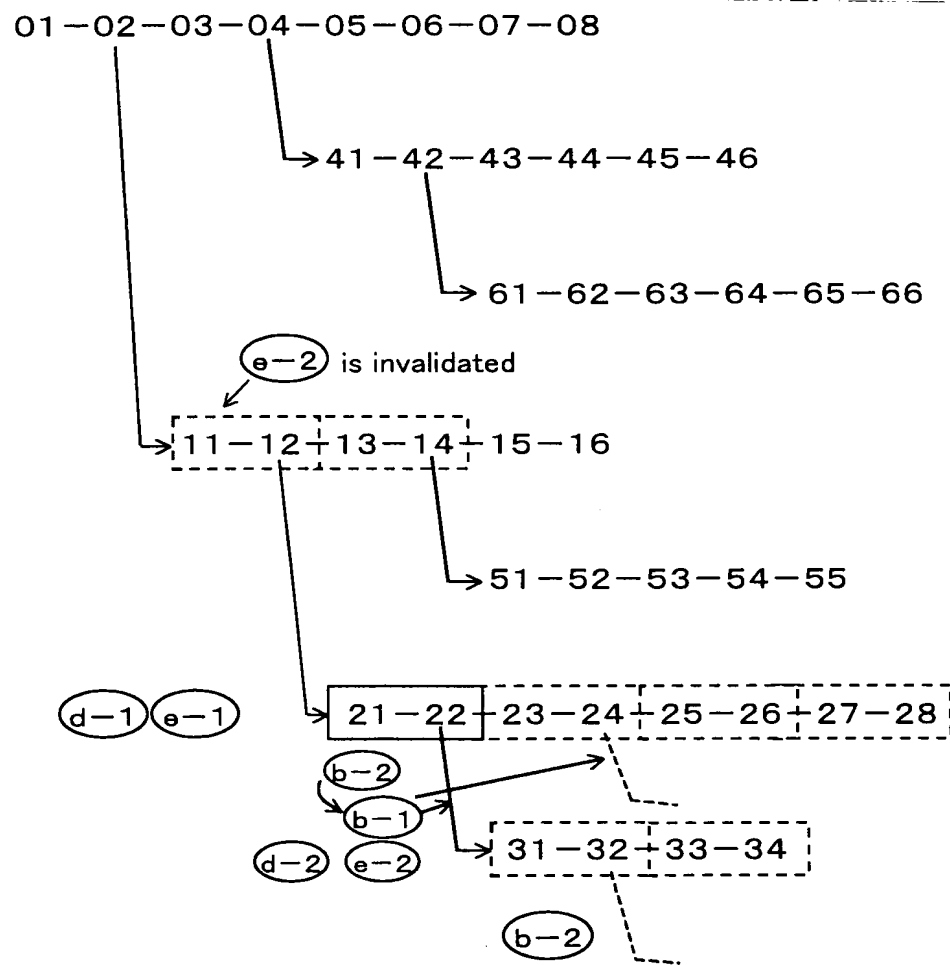 01-02-03-04-05-06-07-08
41-42-43-44-45-46
61-62-63-64-65-66
e-2 is invalidated
11-12-13-14-15-16
51-52-53-54-55
d-1 e-1 21-22-23-24-25-26-27-28
b-2
b-1
31-32-33-34
d-2 e-2
b-2